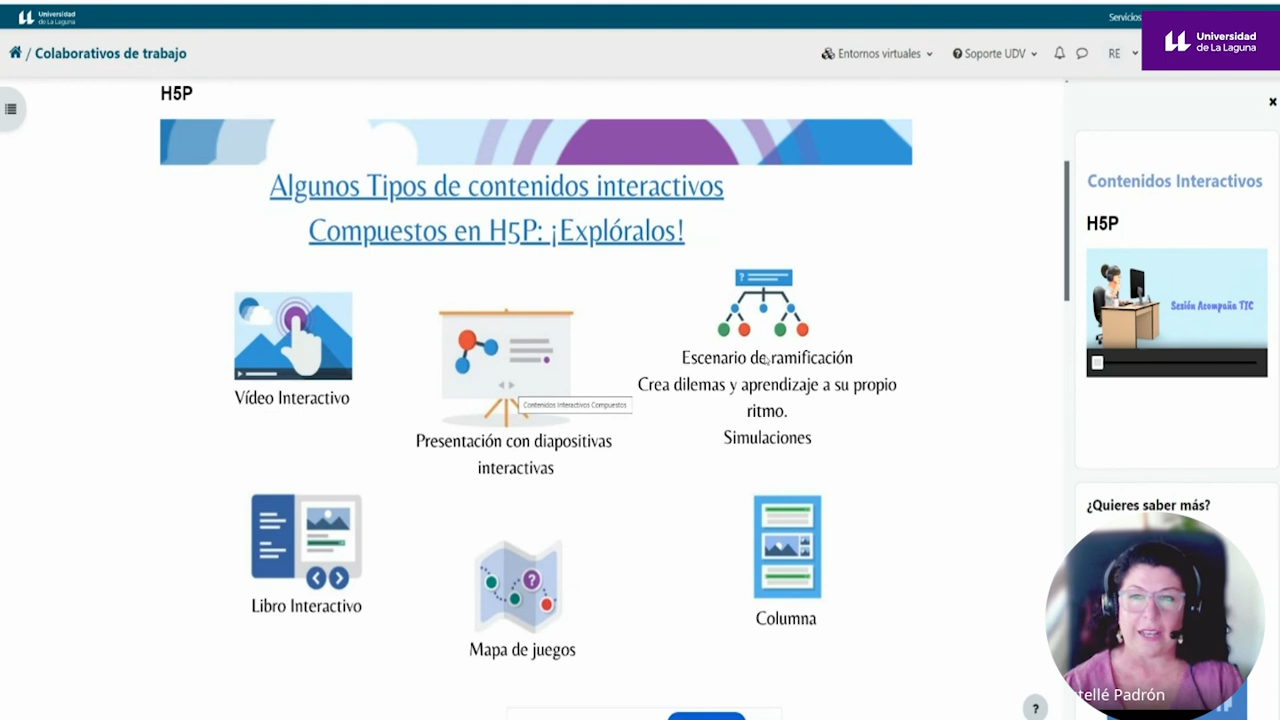 Universidad
de La Laguna
Servicios
Universidad
de La Laguna
/ Colaborativos de trabajo
Entornos virtuales
Soporte UDV
RE
H5P
Algunos Tipos de contenidos interactivos
Compuestos en H5P: ¡Explóralos!
Vídeo Interactivo
Contenidos Interactivos Compuestos
Presentación con diapositivas
interactivas
?
Escenario de ramificación
Crea dilemas y aprendizaje a su propio
ritmo.
Simulaciones
Libro Interactivo
?
Mapa de juegos
Columna
Contenidos Interactivos
H5P
Sesión Acompaña TIC
¿Quieres saber más?
tellé Padrón
?